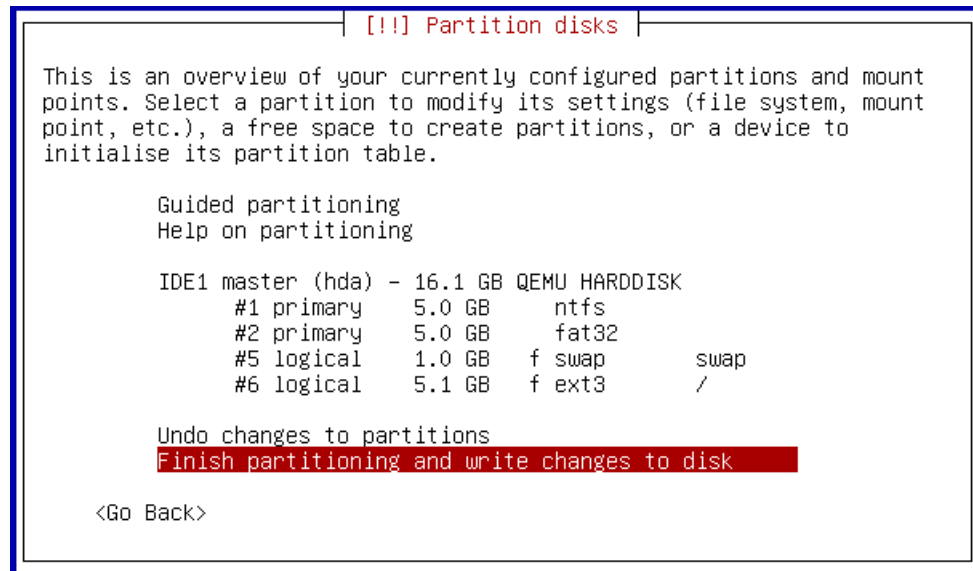 [!!] Partition disks
This is an overview of your currently configured partitions and mount
points. Select a partition to modify its settings (file system, mount
point, etc.), a free space to create partitions, or a device to
initialise its partition table.
Guided partitioning
Help on partitioning
IDE1 master (hda) - 16.1 GB QEMU HARDDISK
#1 primary 5.0 GB ntfs
#2 primary 5.0 GB fat32
#5 logical 1.0 GB f swap swap
#6 logical 5.1 GB f ext3 /
Undo changes to partitions
Finish partitioning and write changes to disk
<Go Back>